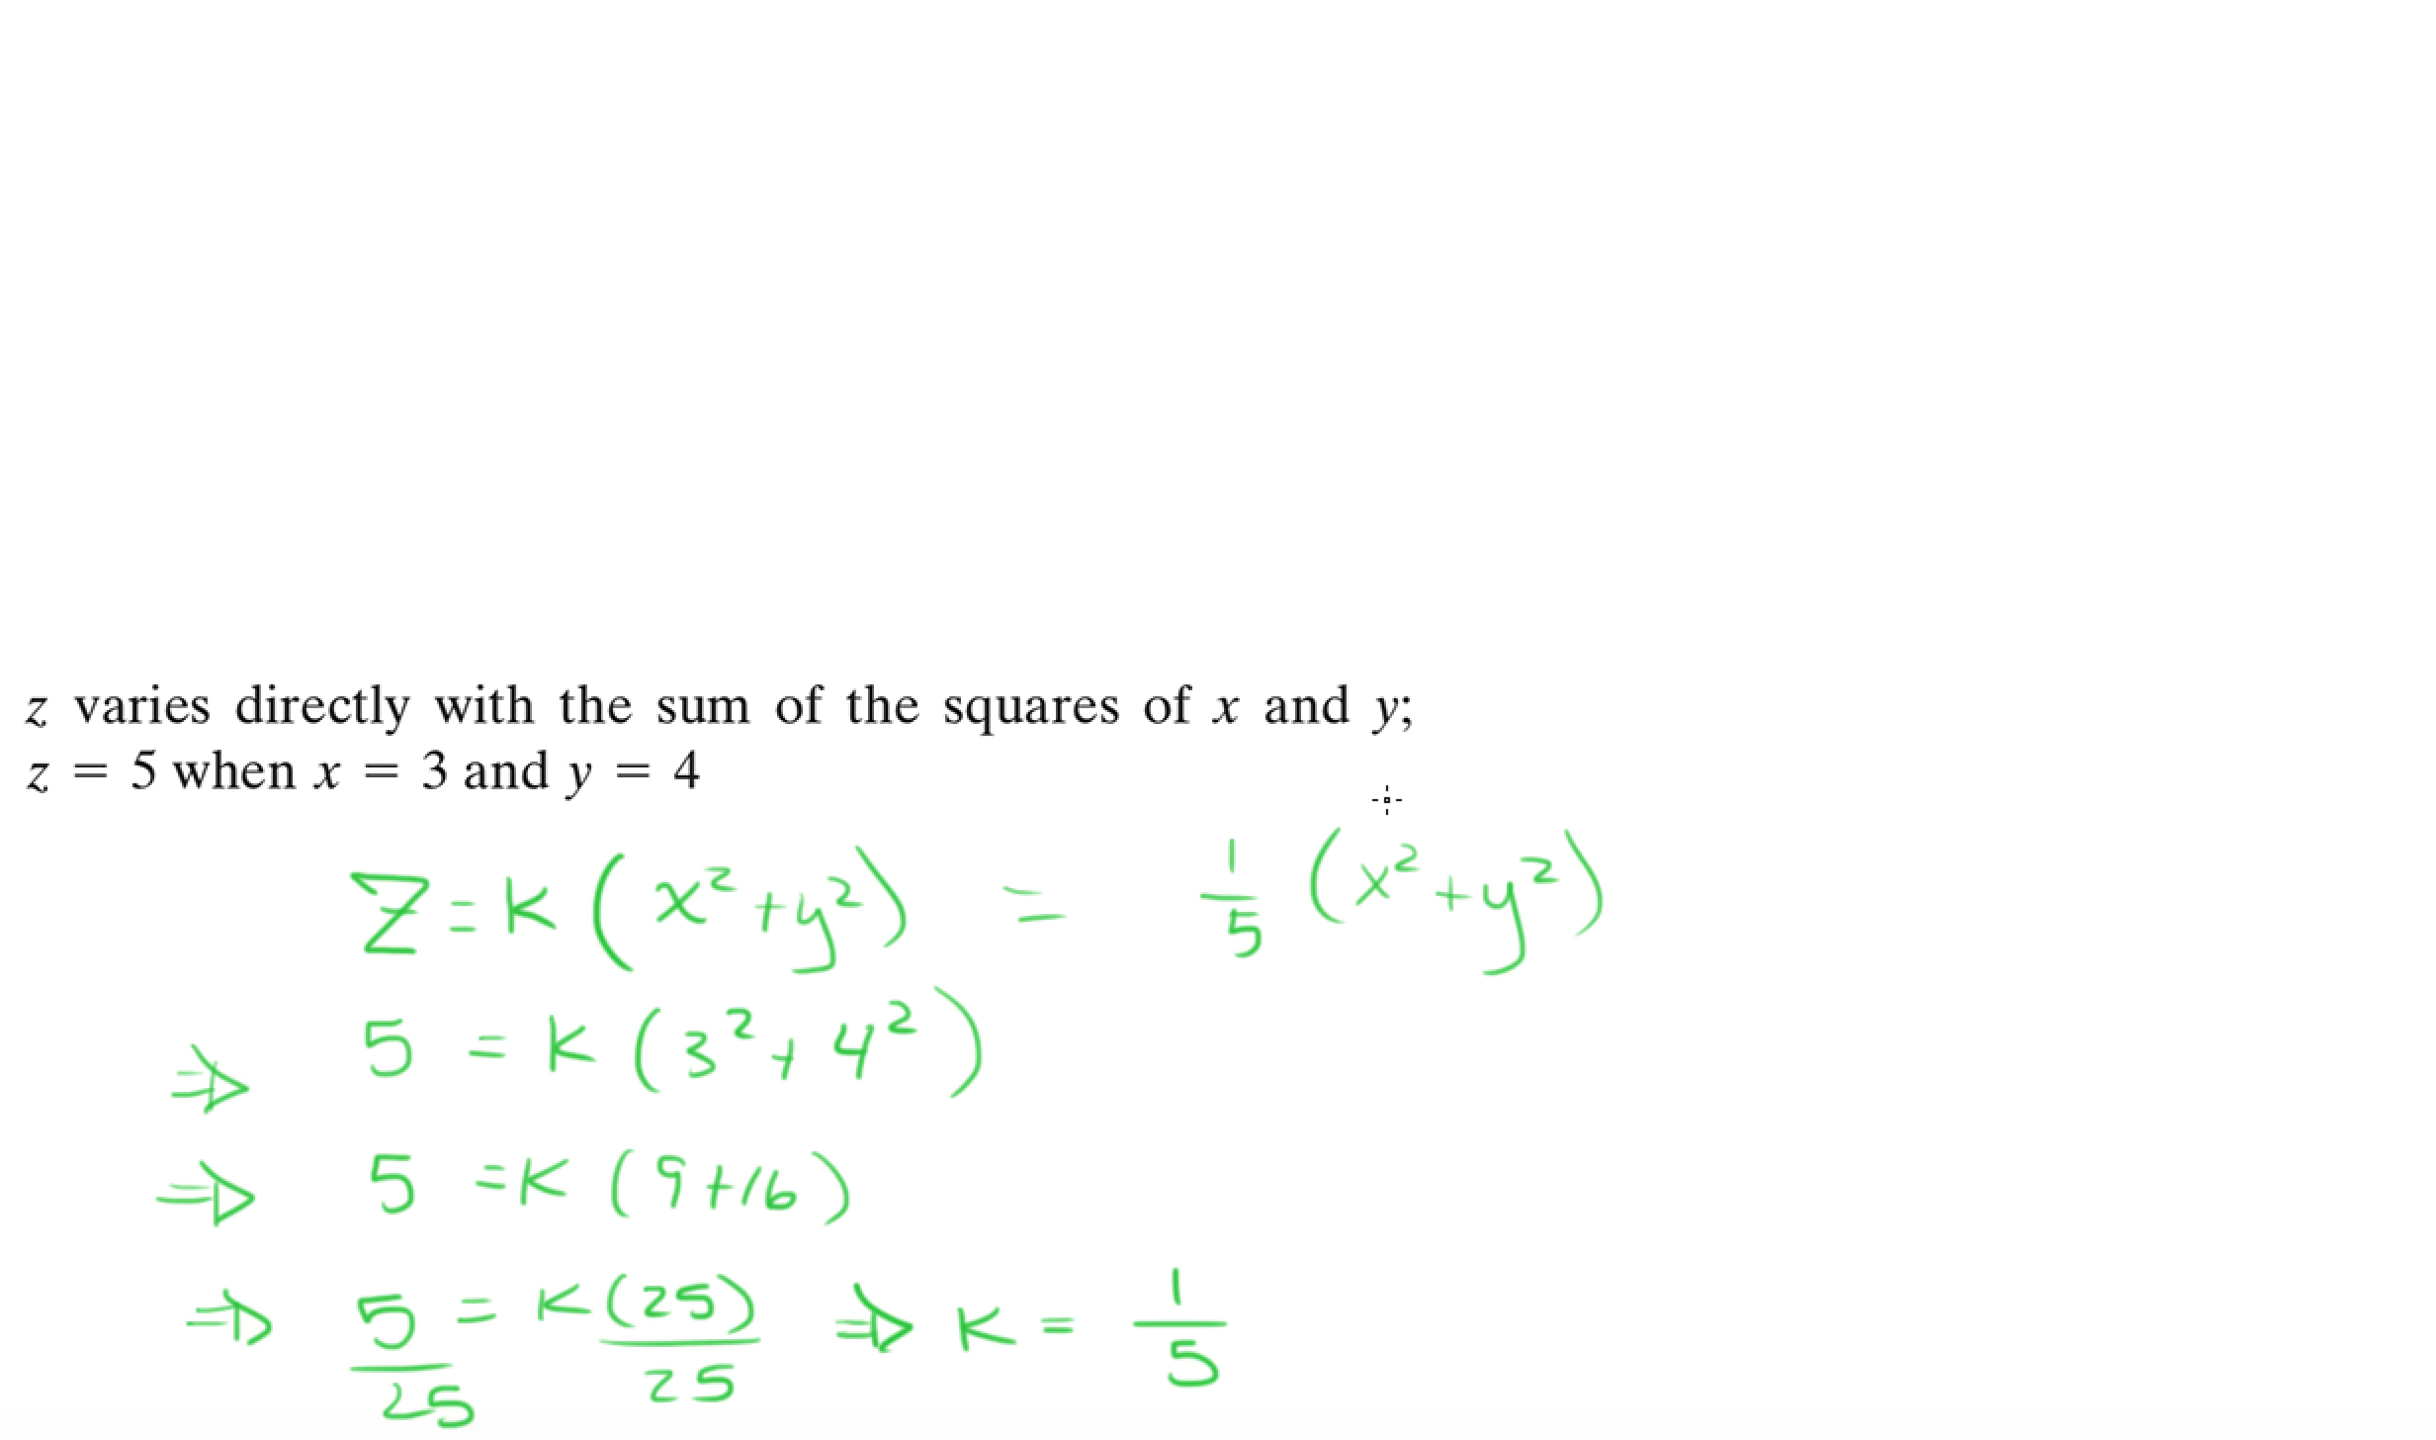 z varies directly with the sum of the squares of x and y;
z = 5 when x = 3 and y = 4
Z = K (x² + y²) = 1/5 (x² + y²)
⇒ 5 = K (3² + 4²)
⇒ 5 = K (9 + 16)
⇒ 5/25 = K(25)/25 ⇒ K = 1/5